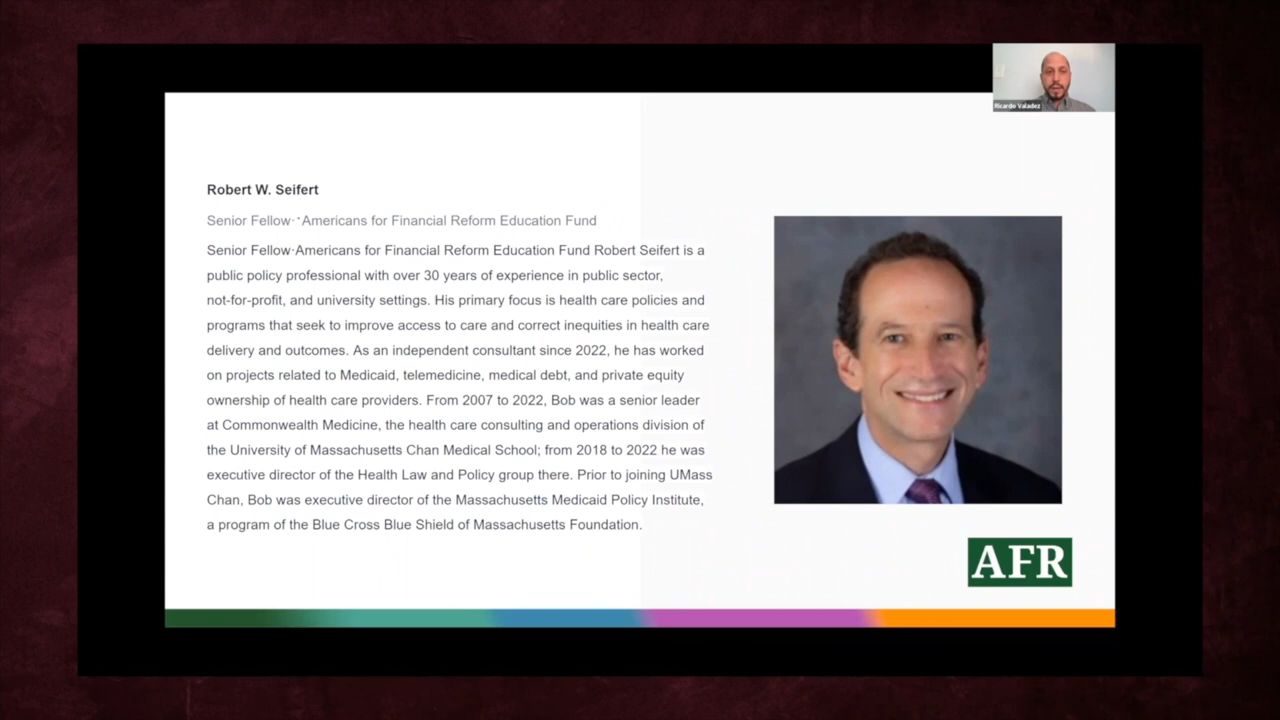 Ricardo Valadez
Robert W. Seifert
Senior Fellow··Americans for Financial Reform Education Fund
Senior Fellow·Americans for Financial Reform Education Fund Robert Seifert is a
public policy professional with over 30 years of experience in public sector,
not-for-profit, and university settings. His primary focus is health care policies and
programs that seek to improve access to care and correct inequities in health care
delivery and outcomes. As an independent consultant since 2022, he has worked
on projects related to Medicaid, telemedicine, medical debt, and private equity
ownership of health care providers. From 2007 to 2022, Bob was a senior leader
at Commonwealth Medicine, the health care consulting and operations division of
the University of Massachusetts Chan Medical School; from 2018 to 2022 he was
executive director of the Health Law and Policy group there. Prior to joining UMass
Chan, Bob was executive director of the Massachusetts Medicaid Policy Institute,
a program of the Blue Cross Blue Shield of Massachusetts Foundation.
AFR